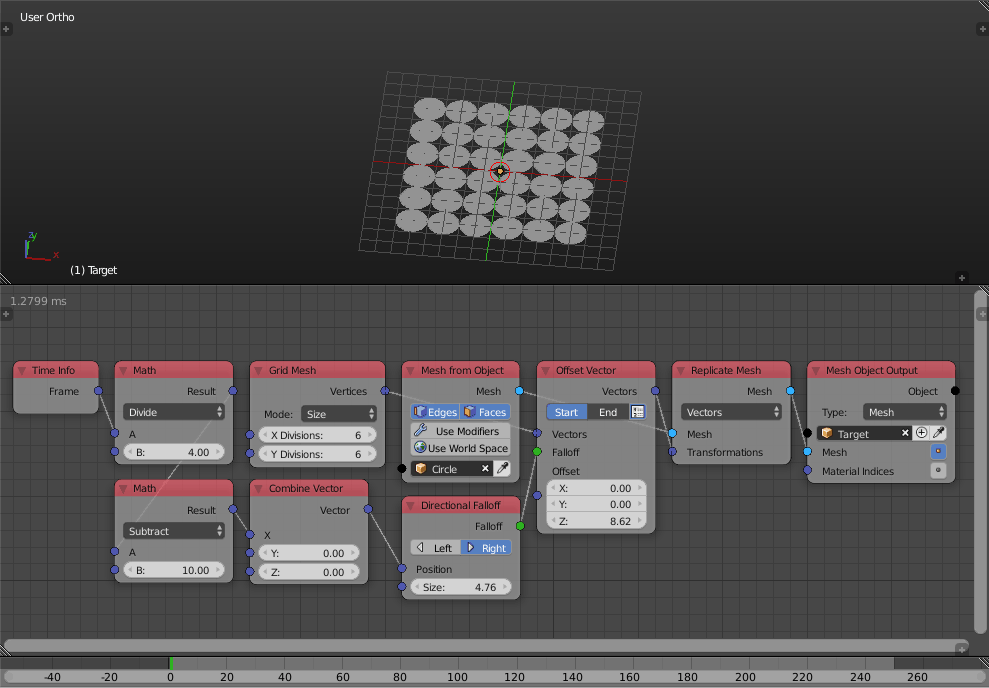 User Ortho
y
x
(1) Target
1.2799 ms
Time Info
Frame
Math
Result
Divide
A
B: 4.00
Grid Mesh
Vertices
Mode: Size
X Divisions: 6
Y Divisions: 6
Mesh from Object
Mesh
Edges Faces
Use Modifiers
Use World Space
Circle
Offset Vector
Vectors
Start End
Vectors
Falloff
Offset
X: 0.00
Y: 0.00
Z: 8.62
Replicate Mesh
Mesh
Vectors
Mesh
Transformations
Mesh Object Output
Object
Type: Mesh
Target
Mesh
Material Indices
Math
Result
Subtract
A
B: 10.00
Combine Vector
Vector
X
Y: 0.00
Z: 0.00
Directional Falloff
Falloff
Left Right
Position
Size: 4.76
-40 -20 0 20 40 60 80 100 120 140 160 180 200 220 240 260